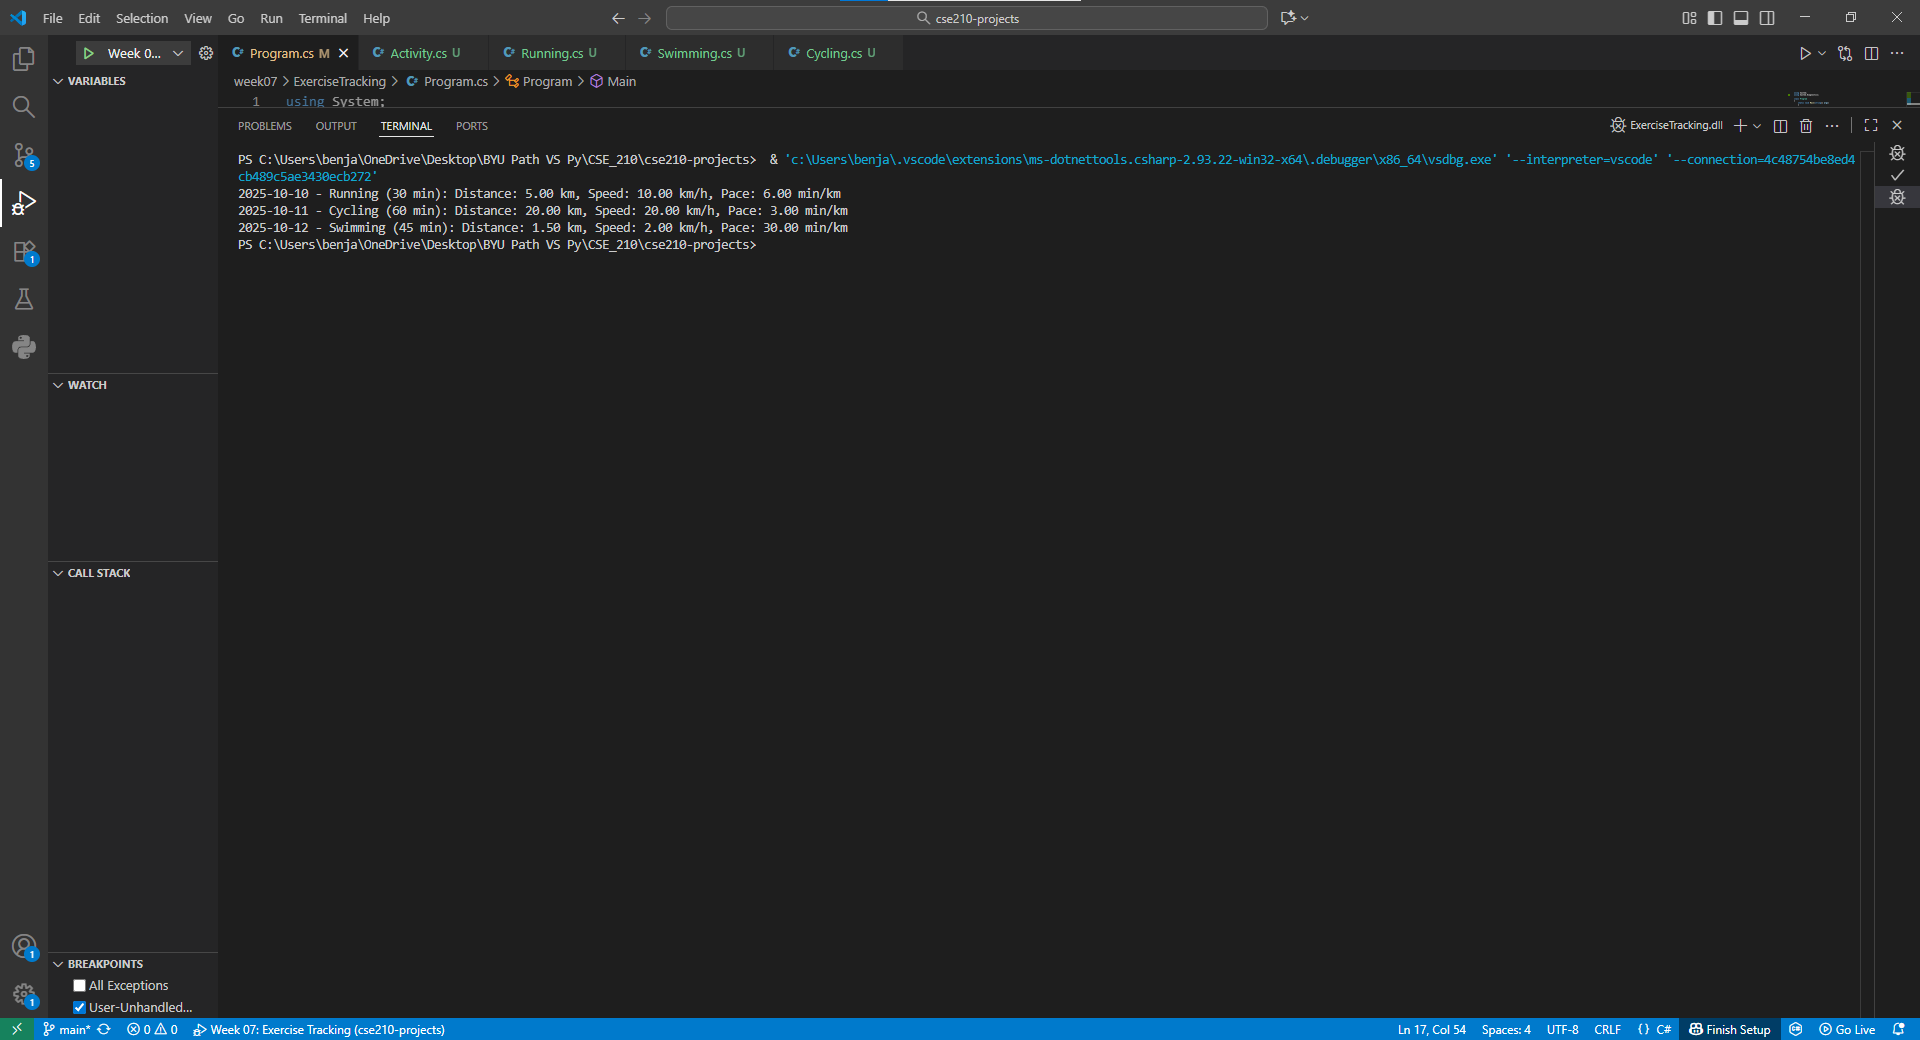 File Edit Selection View Go Run Terminal Help
cse210-projects
Week 0...
Program.cs M
Activity.cs U
Running.cs U
Swimming.cs U
Cycling.cs U
VARIABLES
week07 > ExerciseTracking > Program.cs > Program > Main
1 using System;
PROBLEMS OUTPUT TERMINAL PORTS
ExerciseTracking.dll
PS C:\Users\benja\OneDrive\Desktop\BYU Path VS Py\CSE_210\cse210-projects> & 'c:\Users\benja\.vscode\extensions\ms-dotnettools.csharp-2.93.22-win32-x64\.debugger\x86_64\vsdbg.exe' '--interpreter=vscode' '--connection=4c48754be8ed4
cb489c5ae3430ecb272'
2025-10-10 - Running (30 min): Distance: 5.00 km, Speed: 10.00 km/h, Pace: 6.00 min/km
2025-10-11 - Cycling (60 min): Distance: 20.00 km, Speed: 20.00 km/h, Pace: 3.00 min/km
2025-10-12 - Swimming (45 min): Distance: 1.50 km, Speed: 2.00 km/h, Pace: 30.00 min/km
PS C:\Users\benja\OneDrive\Desktop\BYU Path VS Py\CSE_210\cse210-projects>
5
1
WATCH
CALL STACK
1
1
BREAKPOINTS
All Exceptions
User-Unhandled...
main* 0 0 Week 07: Exercise Tracking (cse210-projects)
Ln 17, Col 54 Spaces: 4 UTF-8 CRLF {} C# Finish Setup Go Live